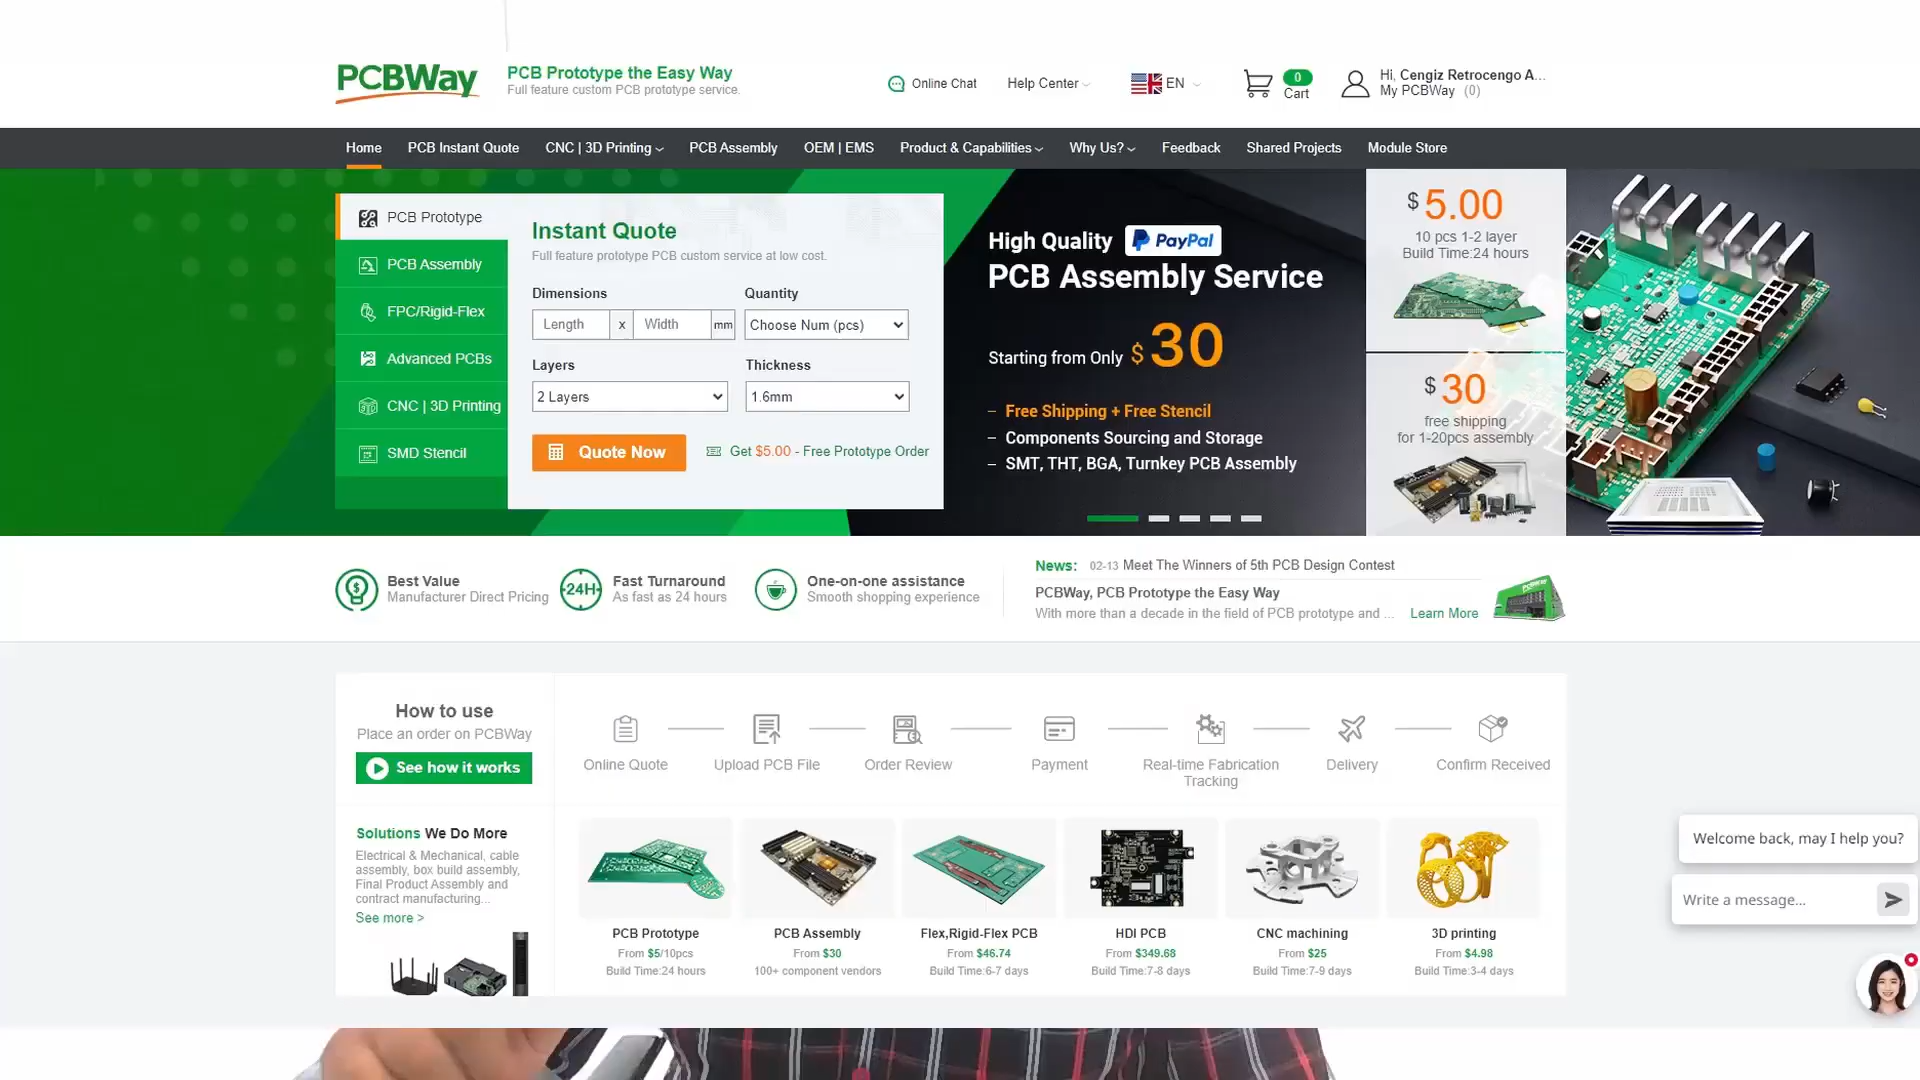 PCBWay
PCB Prototype the Easy Way
Full feature custom PCB prototype service.
Online Chat
Help Center
EN
0
Cart
Hi, Cengiz Retrocengo A...
My PCBWay (0)
Home
PCB Instant Quote
CNC | 3D Printing
PCB Assembly
OEM | EMS
Product & Capabilities
Why Us?
Feedback
Shared Projects
Module Store
PCB Prototype
PCB Assembly
FPC/Rigid-Flex
Advanced PCBs
CNC | 3D Printing
SMD Stencil
Instant Quote
Full feature prototype PCB custom service at low cost.
Dimensions
Quantity
Length x Width mm
Choose Num (pcs)
Layers
Thickness
2 Layers
1.6mm
Quote Now
Get $5.00 - Free Prototype Order
High Quality PayPal
PCB Assembly Service
Starting from Only $30
– Free Shipping + Free Stencil
– Components Sourcing and Storage
– SMT, THT, BGA, Turnkey PCB Assembly
$5.00
10 pcs 1-2 layer
Build Time:24 hours
$30
free shipping
for 1-20pcs assembly
Best Value
Manufacturer Direct Pricing
24H
Fast Turnaround
As fast as 24 hours
One-on-one assistance
Smooth shopping experience
News: 02-13 Meet The Winners of 5th PCB Design Contest
PCBWay, PCB Prototype the Easy Way
With more than a decade in the field of PCB prototype and ... Learn More
How to use
Place an order on PCBWay
See how it works
Online Quote
Upload PCB File
Order Review
Payment
Real-time Fabrication
Tracking
Delivery
Confirm Received
Solutions We Do More
Electrical & Mechanical, cable
assembly, box build assembly,
Final Product Assembly and
contract manufacturing...
See more >
PCB Prototype
From $5/10pcs
Build Time:24 hours
PCB Assembly
From $30
100+ component vendors
Flex,Rigid-Flex PCB
From $46.74
Build Time:6-7 days
HDI PCB
From $349.68
Build Time:7-8 days
CNC machining
From $25
Build Time:7-9 days
3D printing
From $4.98
Build Time:3-4 days
Welcome back, may I help you?
Write a message...